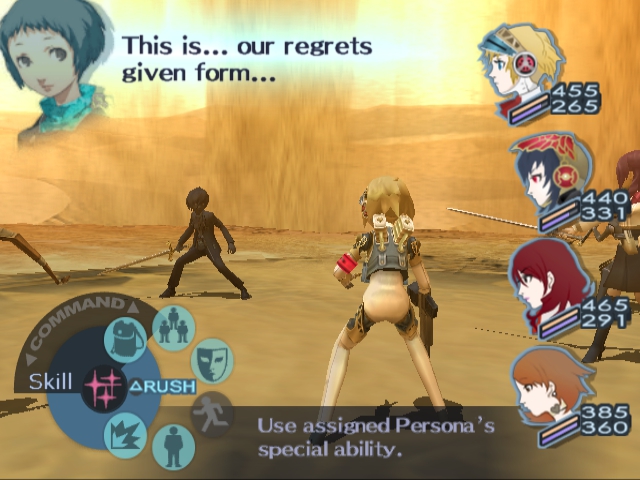 This is... our regrets
given form...
455
265
440
331
465
291
385
360
COMMAND
Skill
RUSH
Use assigned Persona's
special ability.